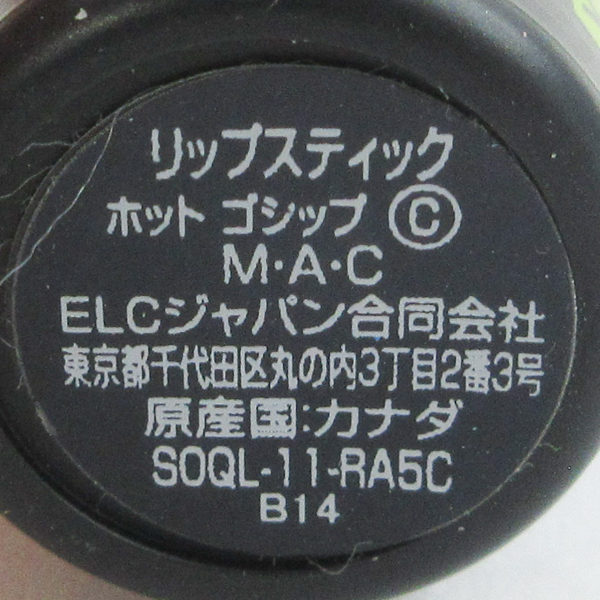 リップスティック
ホット ゴシップ Ⓒ
M・A・C
ELCジャパン合同会社
東京都千代田区丸の内3丁目2番3号
原産国:カナダ
SOQL-11-RA5C
B14